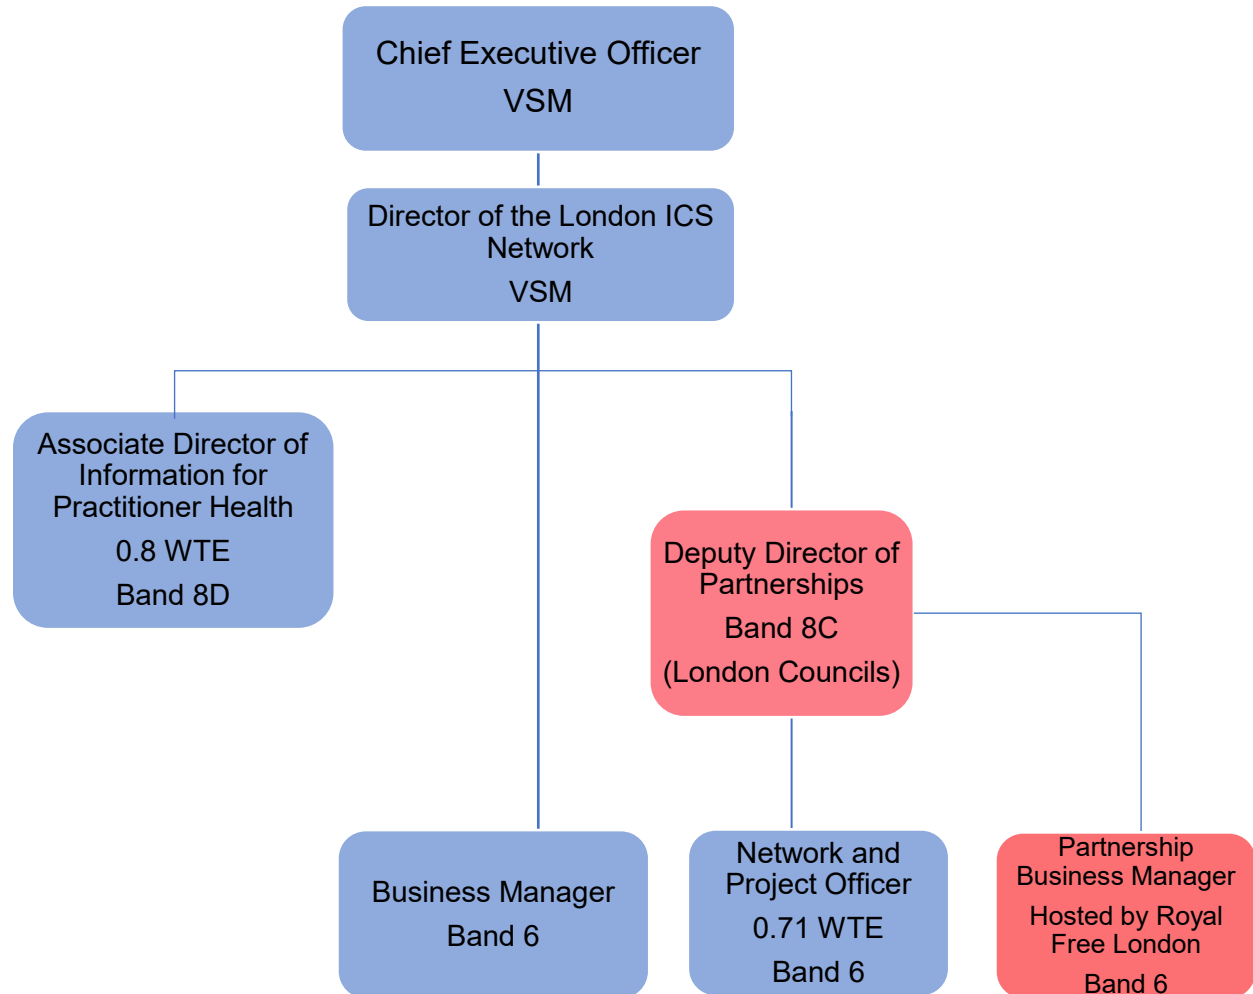 Chief Executive Officer
VSM
Director of the London ICS
Network
VSM
Associate Director of
Information for
Practitioner Health
0.8 WTE
Band 8D
Deputy Director of
Partnerships
Band 8C
(London Councils)
Business Manager
Band 6
Network and
Project Officer
0.71 WTE
Band 6
Partnership
Business Manager
Hosted by Royal
Free London
Band 6